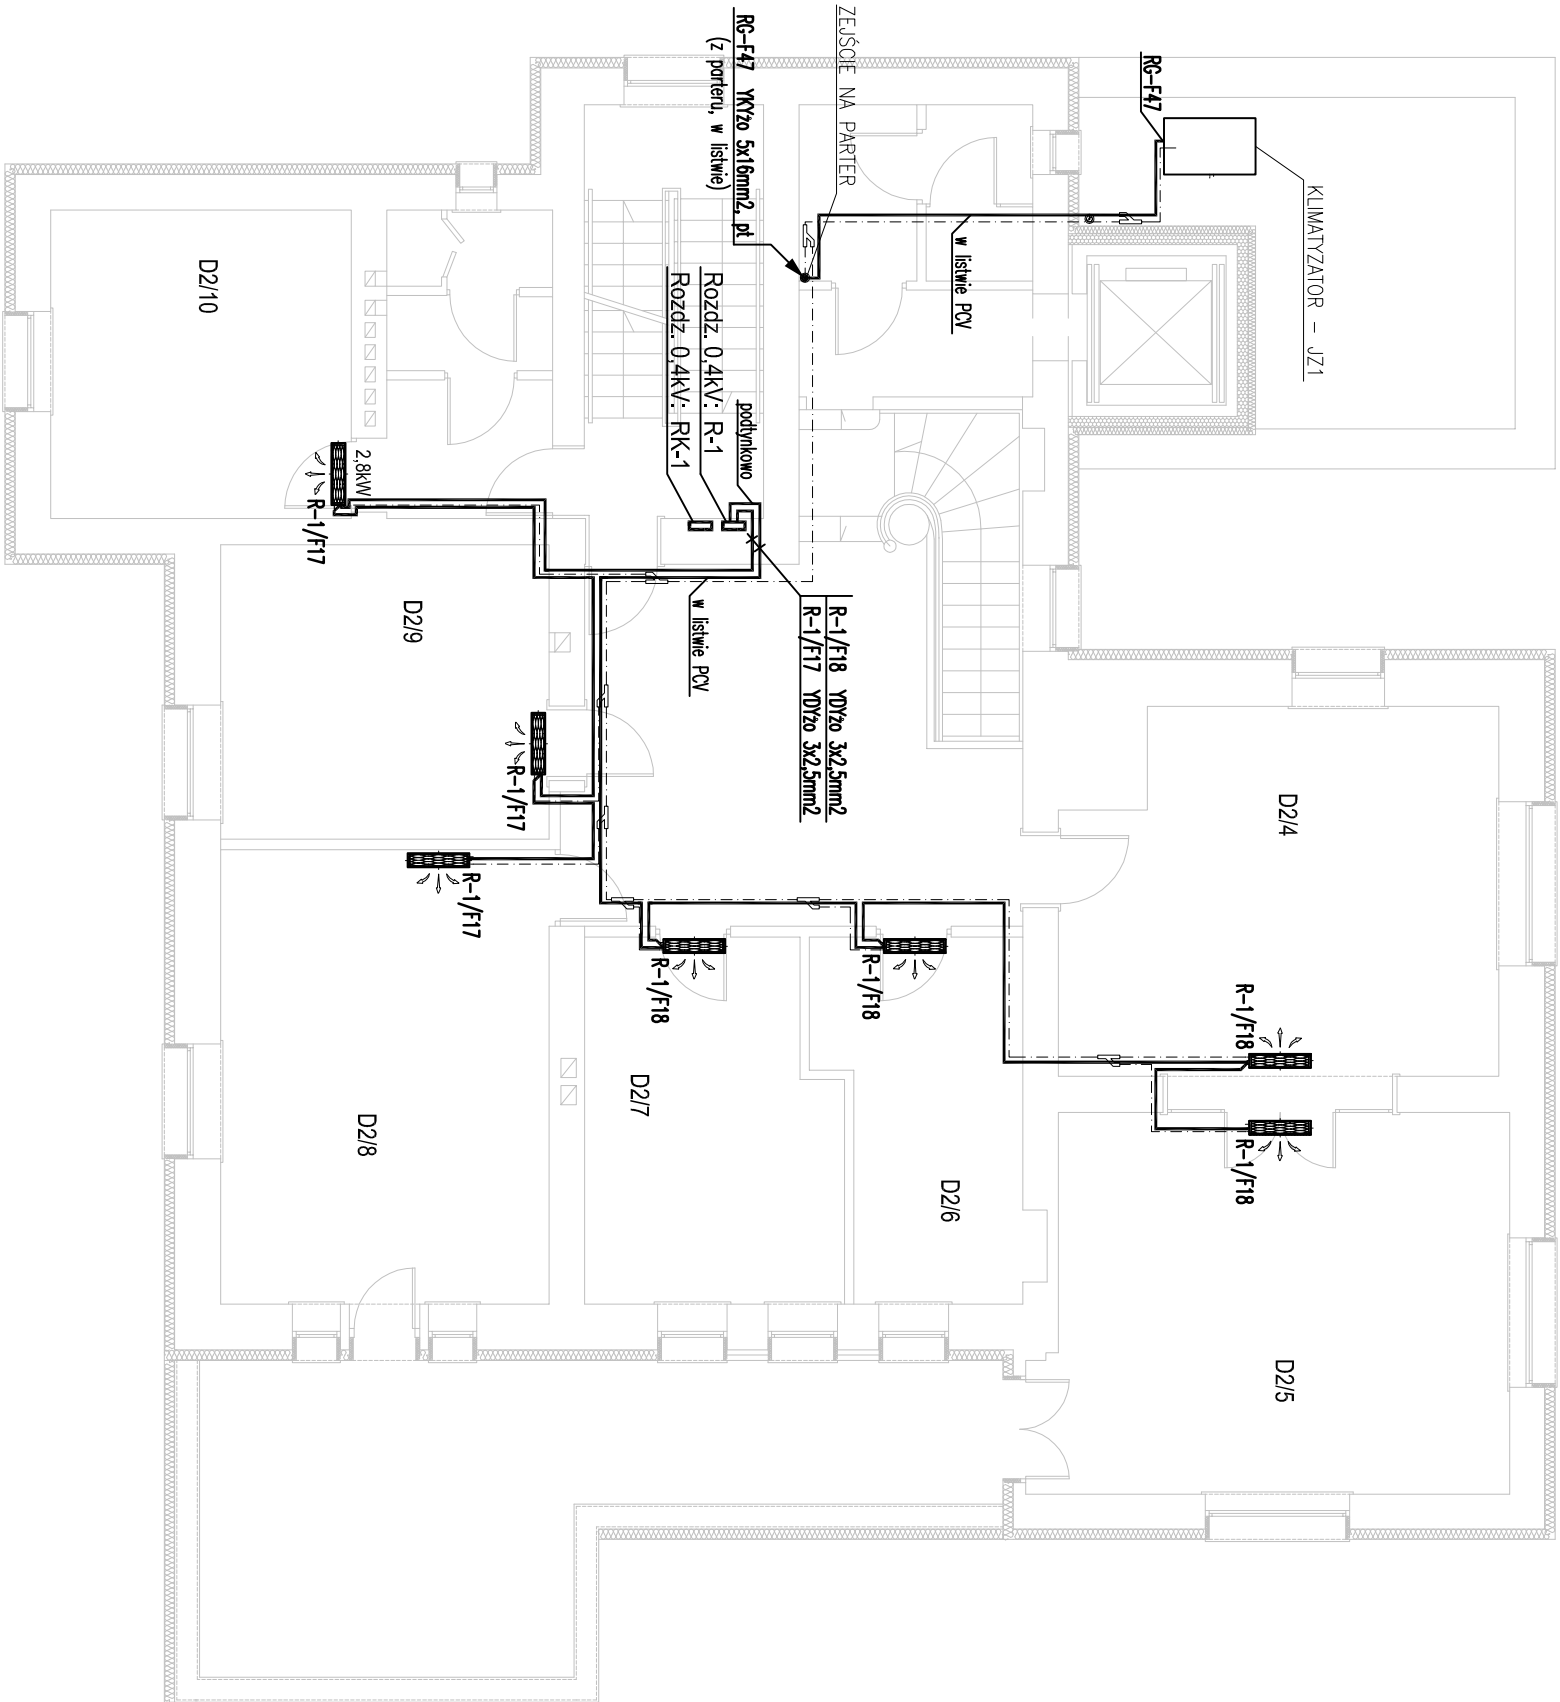 KLIMATYZATOR - JZ1
RG-F47
ZEJŚCIE NA PARTER
RG-F47 YKYżo 5x16mm2, pt
(z parteru, w listwie)
w listwie PCV
D2/10
Rozdz. 0,4kV: R-1
Rozdz. 0,4kV: RK-1
podtynkowo
2,8kW
R-1/F17
R-1/F18 YDYżo 3x2,5mm2
R-1/F17 YDYżo 3x2,5mm2
w listwie PCV
D2/9
R-1/F17
D2/4
R-1/F17
R-1/F18
R-1/F18
R-1/F18
R-1/F18
D2/7
D2/8
D2/6
D2/5